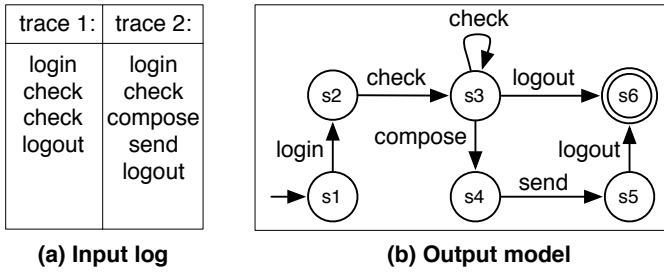 trace 1: trace 2:
login login
check check
check compose
logout send
logout
(a) Input log
check
s2 check s3 logout s6
login compose logout
s1 s4 send s5
(b) Output model